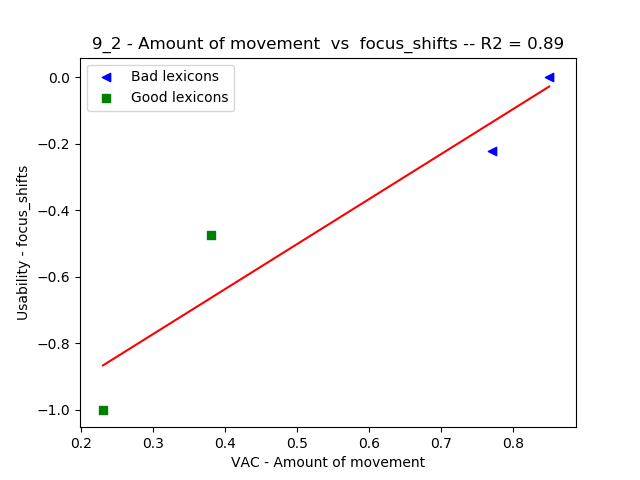 9_2 - Amount of movement  vs  focus_shifts -- R2 = 0.89
Bad lexicons
Good lexicons
0.0
−0.2
−0.4
−0.6
−0.8
−1.0
Usability - focus_shifts
0.2 0.3 0.4 0.5 0.6 0.7 0.8
VAC - Amount of movement